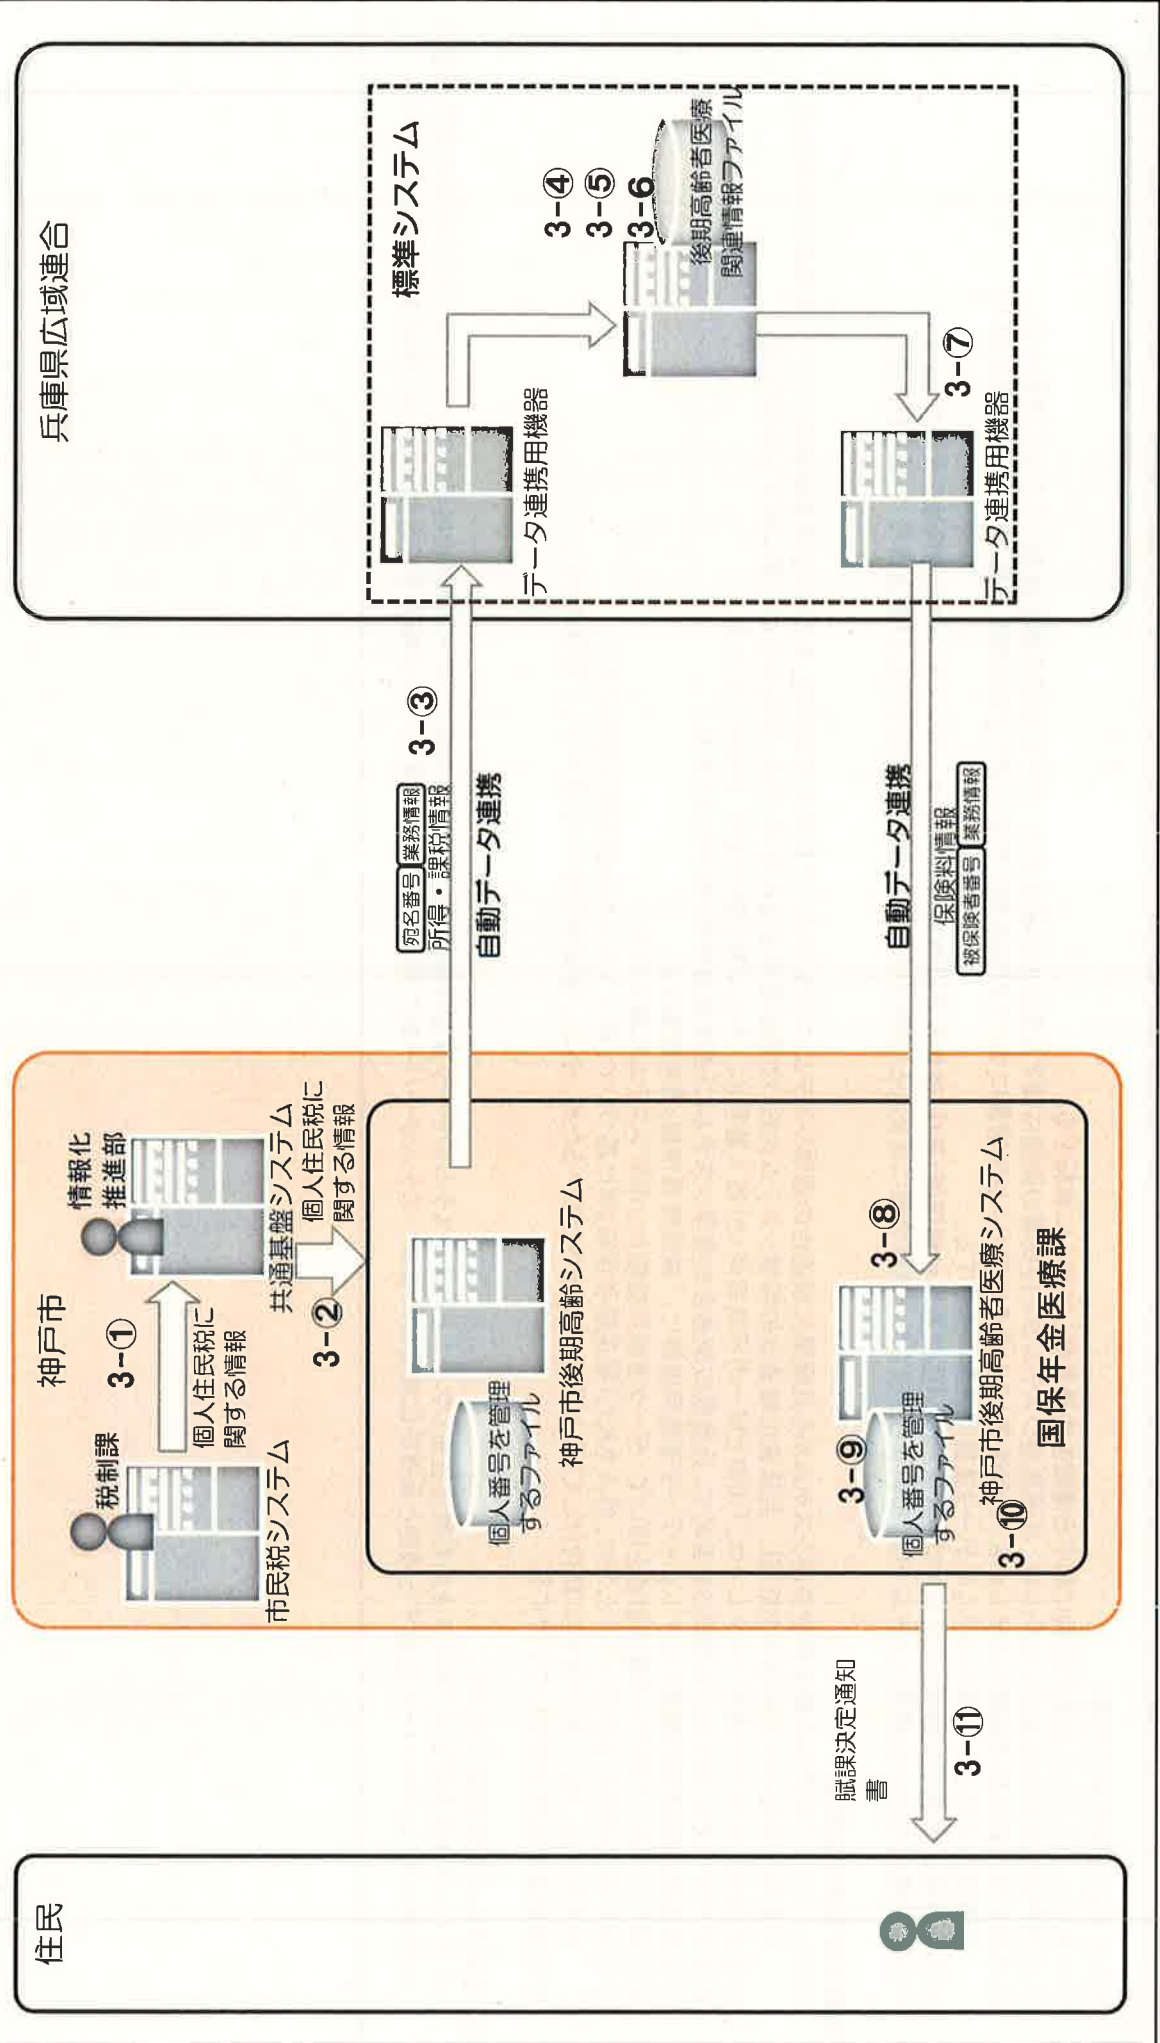 住民
神戸市
兵庫県広域連合
税制課
市民税システム
3-①
個人住民税に
関する情報
情報化
推進部
共通基盤システム
3-②
個人住民税に
関する情報
個人番号を管理
するファイル
神戸市後期高齢システム
宛名番号 業務情報
所得・課税情報
3-③
自動データ連携
標準システム
データ連携用機器
3-④
3-⑤
3-6
後期高齢者医療
関連情報ファイル
3-⑦
データ連携用機器
自動データ連携
保険料情報
被保険者番号 業務情報
3-⑧
3-⑨
個人番号を管理
するファイル
神戸市後期高齢者医療システム
3-⑩
国保年金医療課
賦課決定通知
書
3-⑪